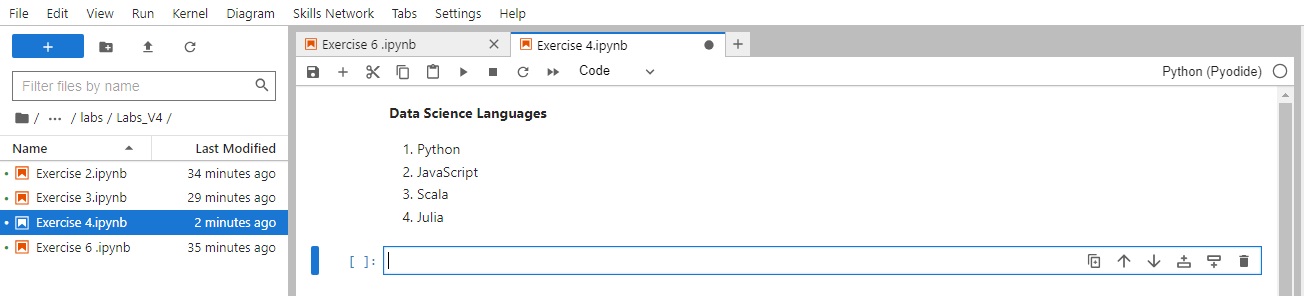 File Edit View Run Kernel Diagram Skills Network Tabs Settings Help
+
Filter files by name
/ ... / labs / Labs_V4 /
Name Last Modified
Exercise 2.ipynb 34 minutes ago
Exercise 3.ipynb 29 minutes ago
Exercise 4.ipynb 2 minutes ago
Exercise 6 .ipynb 35 minutes ago
Exercise 6 .ipynb Exercise 4.ipynb
Code Python (Pyodide)
Data Science Languages
1. Python
2. JavaScript
3. Scala
4. Julia
[ ]: